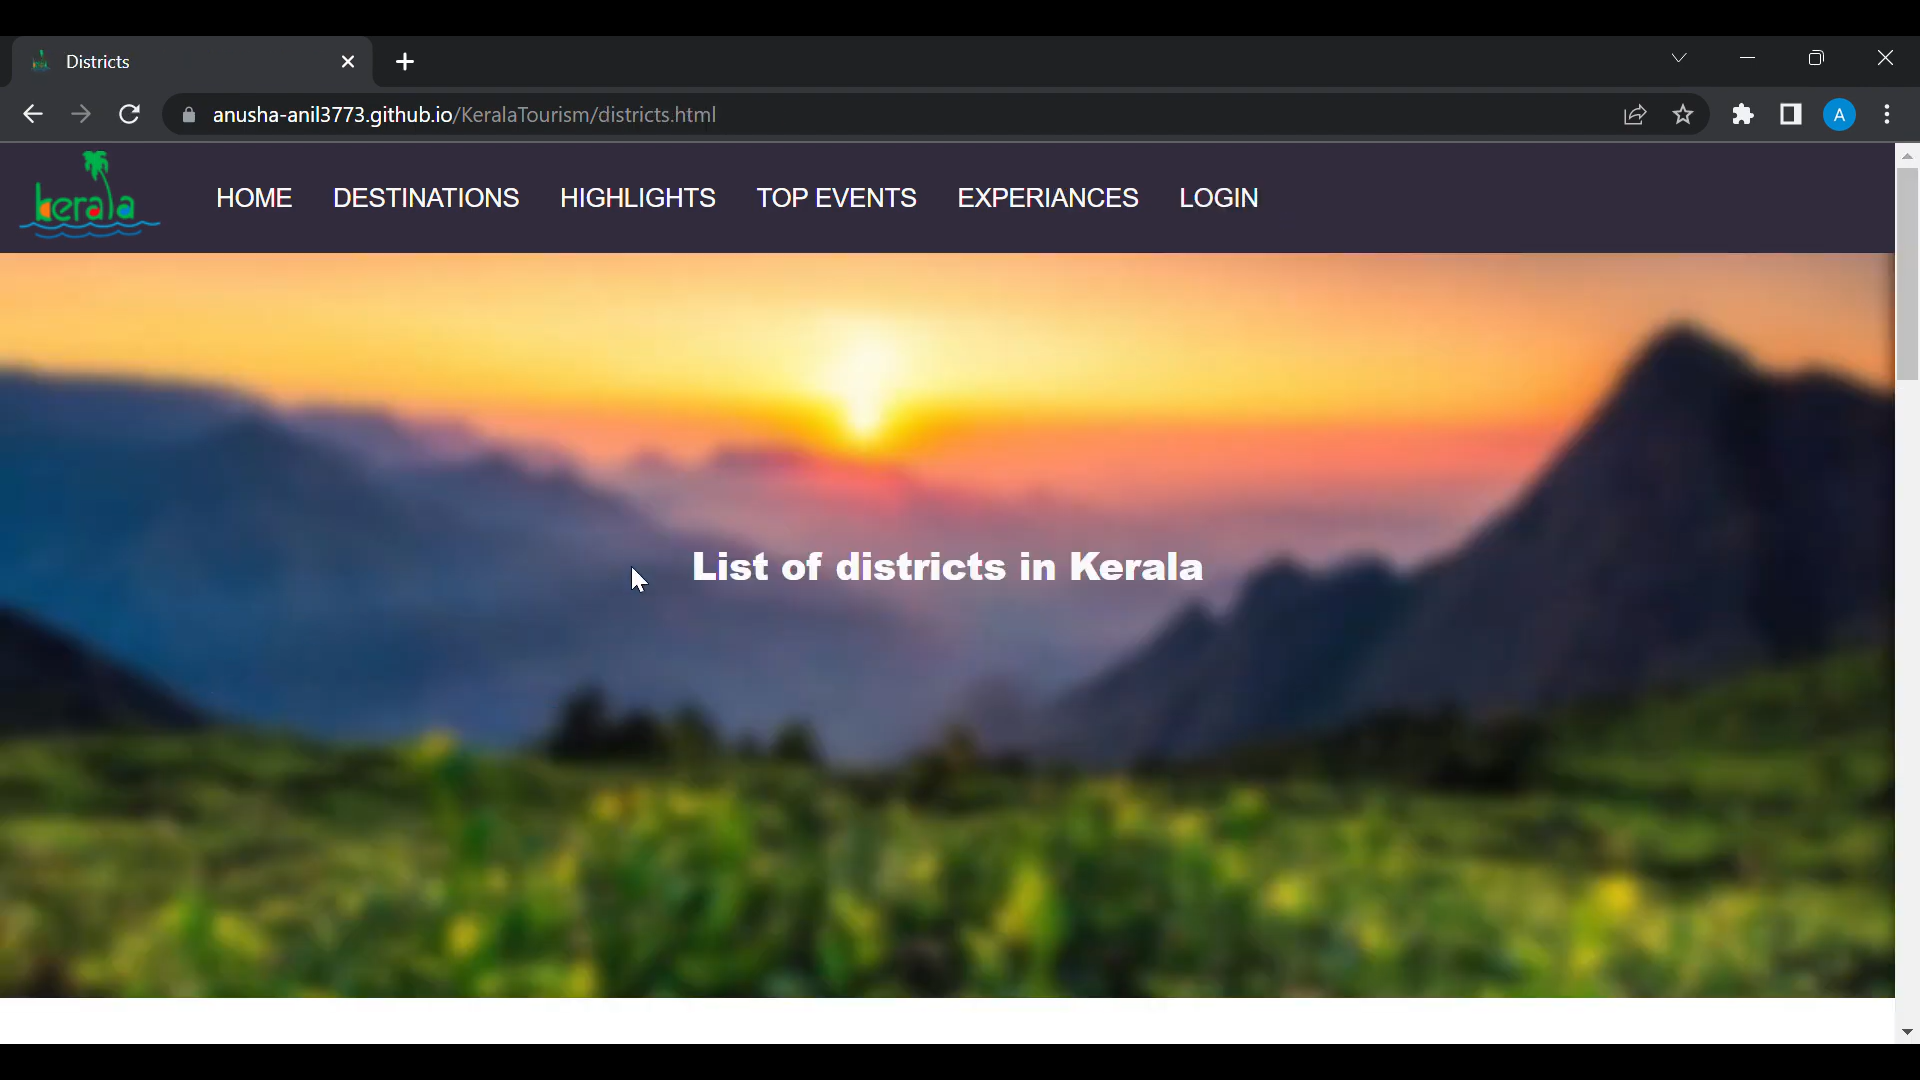 Districts
anusha-anil3773.github.io/KeralaTourism/districts.html
A
kerala
HOME DESTINATIONS HIGHLIGHTS TOP EVENTS EXPERIANCES LOGIN
List of districts in Kerala